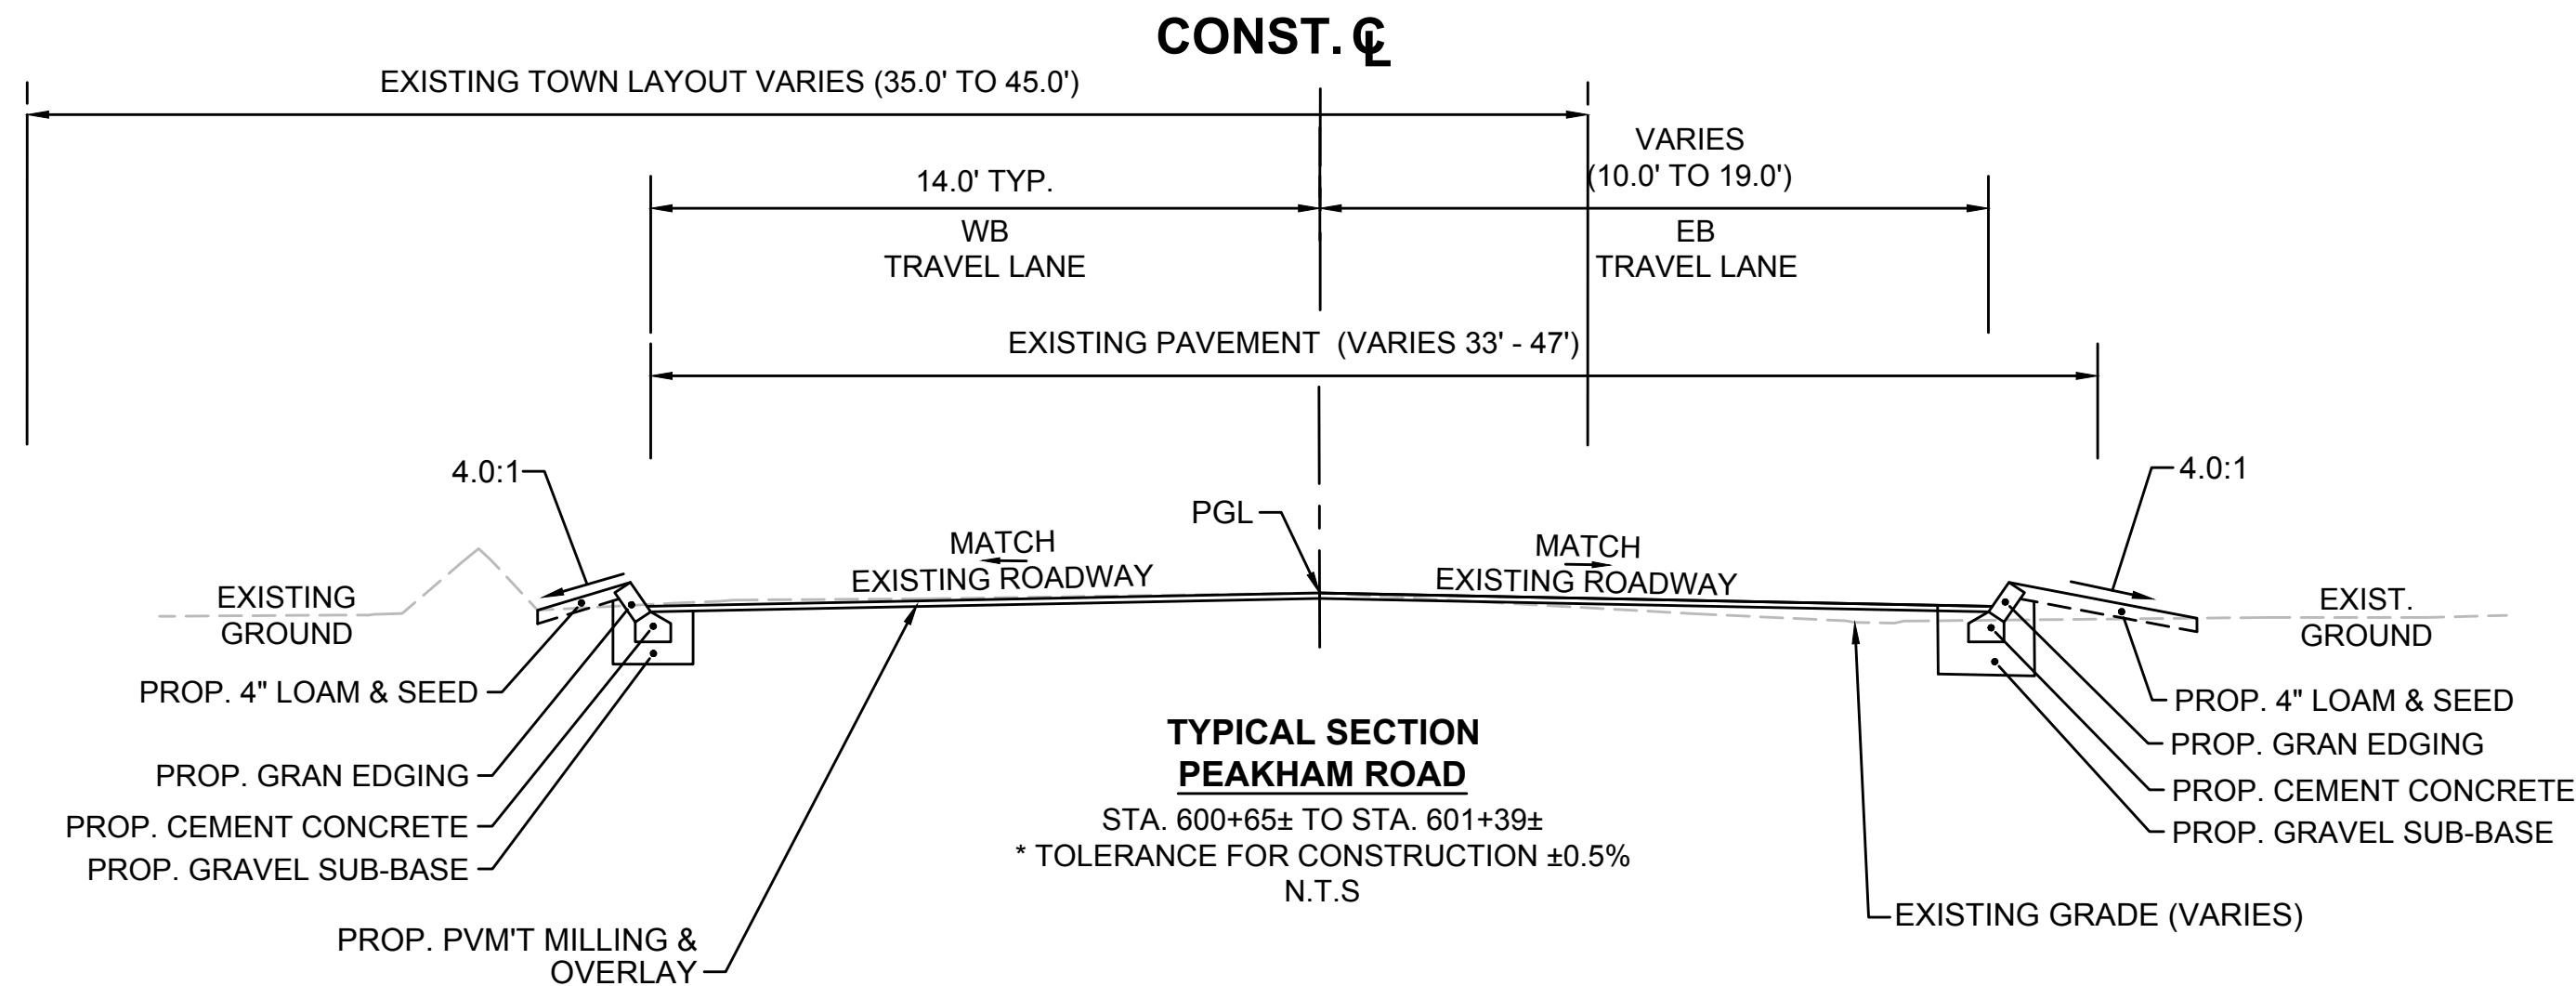 CONST. ℄
EXISTING TOWN LAYOUT VARIES (35.0' TO 45.0')
VARIES
(10.0' TO 19.0')
14.0' TYP.
WB
TRAVEL LANE
EB
TRAVEL LANE
EXISTING PAVEMENT (VARIES 33' - 47')
4.0:1
4.0:1
PGL
MATCH
EXISTING ROADWAY
MATCH
EXISTING ROADWAY
EXISTING
GROUND
EXIST.
GROUND
PROP. 4" LOAM & SEED
PROP. GRAN EDGING
PROP. CEMENT CONCRETE
PROP. GRAVEL SUB-BASE
PROP. PVM'T MILLING &
OVERLAY
TYPICAL SECTION
PEAKHAM ROAD
STA. 600+65± TO STA. 601+39±
* TOLERANCE FOR CONSTRUCTION ±0.5%
N.T.S
PROP. 4" LOAM & SEED
PROP. GRAN EDGING
PROP. CEMENT CONCRETE
PROP. GRAVEL SUB-BASE
EXISTING GRADE (VARIES)